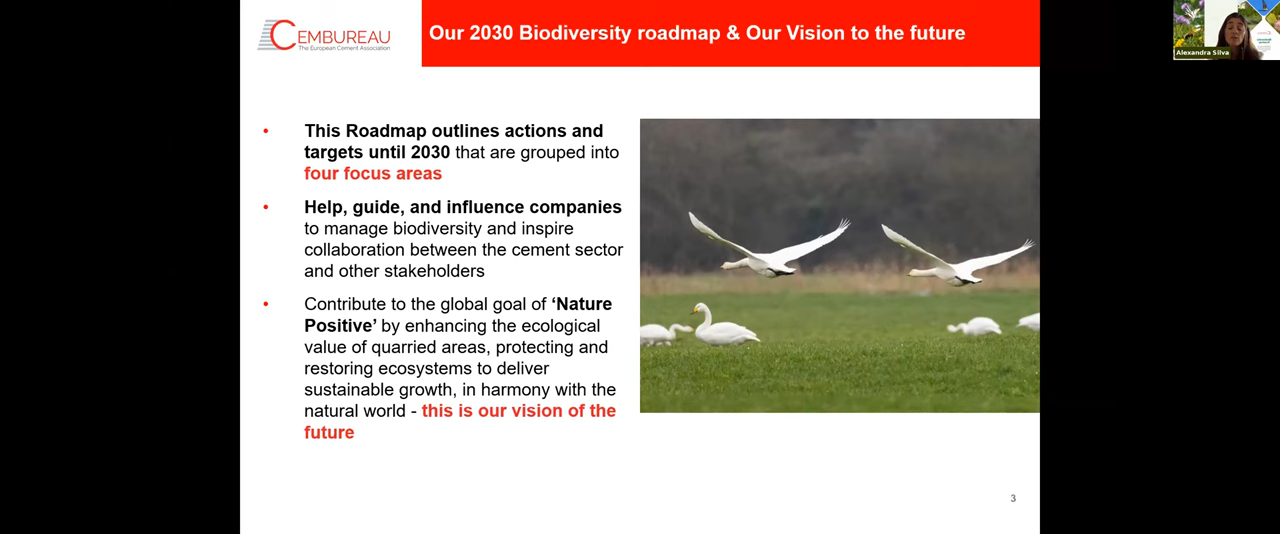 CEMBUREAU
The European Cement Association
Our 2030 Biodiversity roadmap & Our Vision to the future
Alexandra Silva
• This Roadmap outlines actions and
targets until 2030 that are grouped into
four focus areas
• Help, guide, and influence companies
to manage biodiversity and inspire
collaboration between the cement sector
and other stakeholders
• Contribute to the global goal of ‘Nature
Positive’ by enhancing the ecological
value of quarried areas, protecting and
restoring ecosystems to deliver
sustainable growth, in harmony with the
natural world - this is our vision of the
future
3